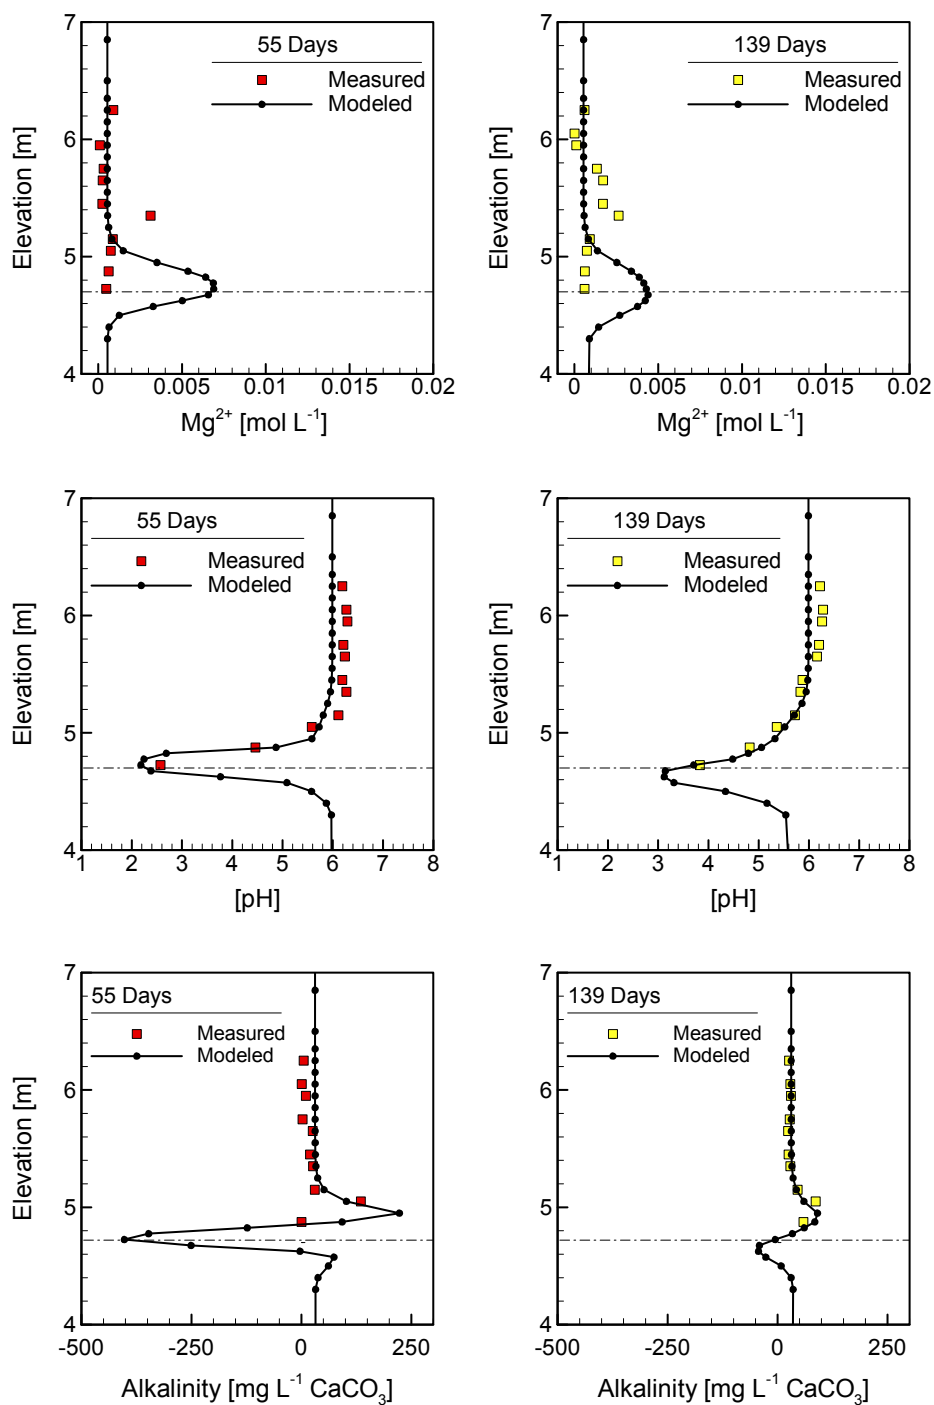 7
6
5
4
Elevation [m]
55 Days
Measured
Modeled
0 0.005 0.01 0.015 0.02
Mg2+ [mol L-1]
7
6
5
4
Elevation [m]
139 Days
Measured
Modeled
0 0.005 0.01 0.015 0.02
Mg2+ [mol L-1]
7
6
5
4
Elevation [m]
55 Days
Measured
Modeled
1 2 3 4 5 6 7 8
[pH]
7
6
5
4
Elevation [m]
139 Days
Measured
Modeled
1 2 3 4 5 6 7 8
[pH]
7
6
5
4
Elevation [m]
55 Days
Measured
Modeled
-500 -250 0 250
Alkalinity [mg L-1 CaCO3]
7
6
5
4
Elevation [m]
139 Days
Measured
Modeled
-500 -250 0 250
Alkalinity [mg L-1 CaCO3]